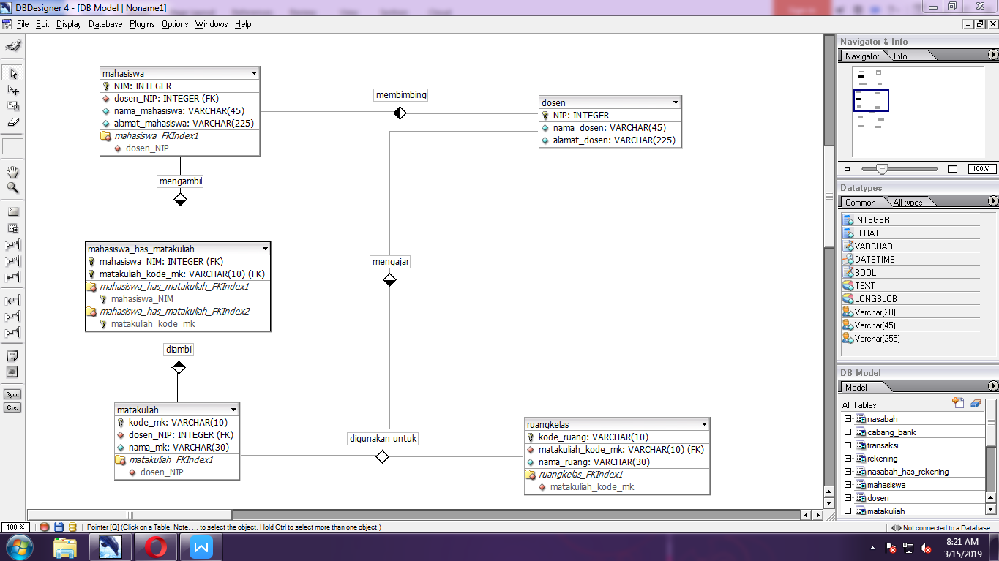 DBDesigner 4 - [DB Model | Noname1]
File Edit Display Database Plugins Options Windows Help
mahasiswa
NIM: INTEGER
dosen_NIP: INTEGER (FK)
nama_mahasiswa: VARCHAR(45)
alamat_mahasiswa: VARCHAR(225)
mahasiswa_FKIndex1
dosen_NIP
membimbing
dosen
NIP: INTEGER
nama_dosen: VARCHAR(45)
alamat_dosen: VARCHAR(225)
mengambil
mahasiswa_has_matakuliah
mahasiswa_NIM: INTEGER (FK)
matakuliah_kode_mk: VARCHAR(10) (FK)
mahasiswa_has_matakuliah_FKIndex1
mahasiswa_NIM
mahasiswa_has_matakuliah_FKIndex2
matakuliah_kode_mk
mengajar
diambil
matakuliah
kode_mk: VARCHAR(10)
dosen_NIP: INTEGER (FK)
nama_mk: VARCHAR(30)
matakuliah_FKIndex1
dosen_NIP
digunakan untuk
ruangkelas
kode_ruang: VARCHAR(10)
matakuliah_kode_mk: VARCHAR(10) (FK)
nama_ruang: VARCHAR(30)
ruangkelas_FKIndex1
matakuliah_kode_mk
Sync
Crc.
Navigator & Info
Navigator Info
100%
Datatypes
Common All types
INTEGER
FLOAT
VARCHAR
DATETIME
BOOL
TEXT
LONGBLOB
Varchar(20)
Varchar(45)
Varchar(255)
DB Model
Model
All Tables
nasabah
cabang_bank
transaksi
rekening
nasabah_has_rekening
mahasiswa
dosen
matakuliah
100 %
Pointer [Q] (Click on a Table, Note, ... to select the object. Hold Ctrl to select more than one object.)
Not connected to a Database
8:21 AM
3/15/2019